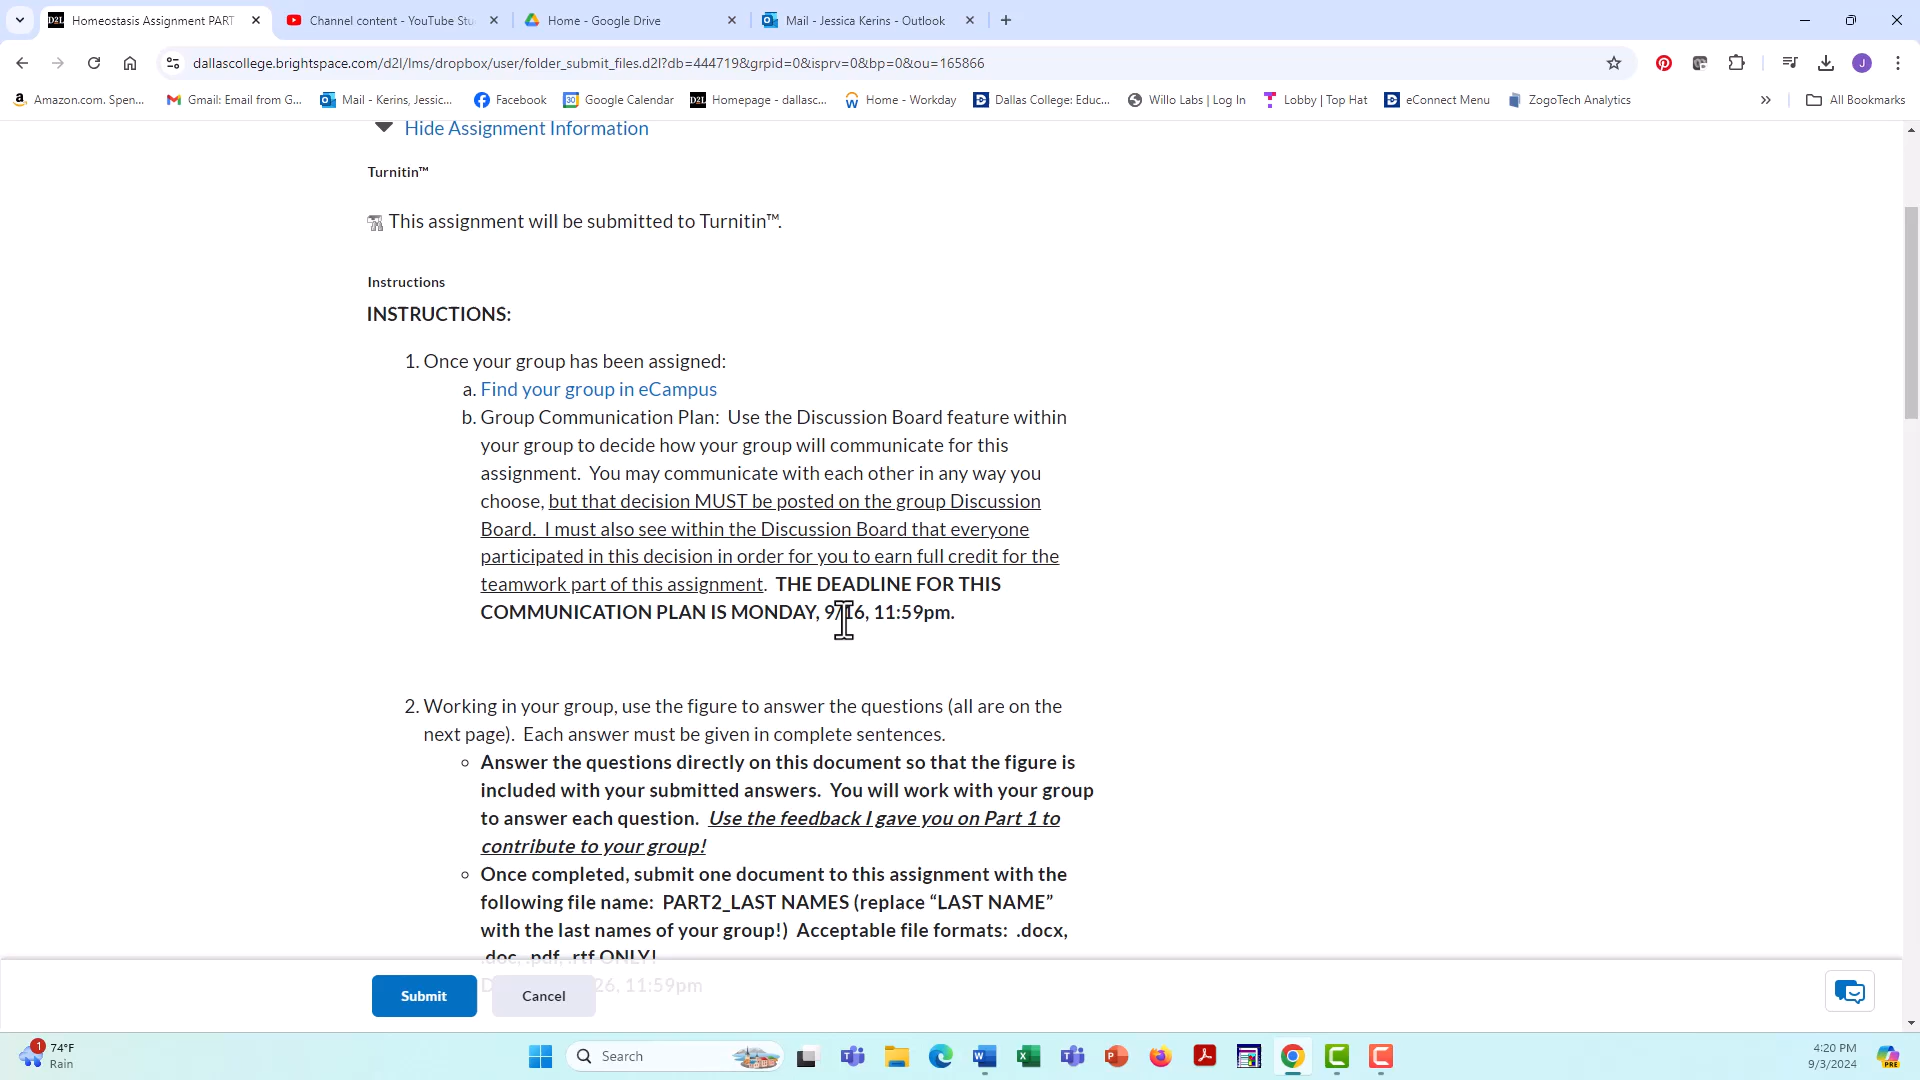 Homeostasis Assignment PART
Channel content - YouTube Stu
Home - Google Drive
Mail - Jessica Kerins - Outlook
dallascollege.brightspace.com/d2l/lms/dropbox/user/folder_submit_files.d2l?db=444719&grpid=0&isprv=0&bp=0&ou=165866
Amazon.com. Spen...
Gmail: Email from G...
Mail - Kerins, Jessic...
Facebook
Google Calendar
Homepage - dallasc...
Home - Workday
Dallas College: Educ...
Willo Labs | Log In
Lobby | Top Hat
eConnect Menu
ZogoTech Analytics
All Bookmarks
Hide Assignment Information
Turnitin™
This assignment will be submitted to Turnitin™.
Instructions
INSTRUCTIONS:
1. Once your group has been assigned:
a. Find your group in eCampus
b. Group Communication Plan:  Use the Discussion Board feature within
your group to decide how your group will communicate for this
assignment.  You may communicate with each other in any way you
choose, but that decision MUST be posted on the group Discussion
Board.  I must also see within the Discussion Board that everyone
participated in this decision in order for you to earn full credit for the
teamwork part of this assignment.  THE DEADLINE FOR THIS
COMMUNICATION PLAN IS MONDAY, 9/16, 11:59pm.
2. Working in your group, use the figure to answer the questions (all are on the
next page).  Each answer must be given in complete sentences.
Answer the questions directly on this document so that the figure is
included with your submitted answers.  You will work with your group
to answer each question.  Use the feedback I gave you on Part 1 to
contribute to your group!
Once completed, submit one document to this assignment with the
following file name:  PART2_LAST NAMES (replace “LAST NAME”
with the last names of your group!)  Acceptable file formats:  .docx,
.doc, .pdf, .rtf ONLY!
26, 11:59pm
Submit
Cancel
1
74°F
Rain
Search
4:20 PM
9/3/2024